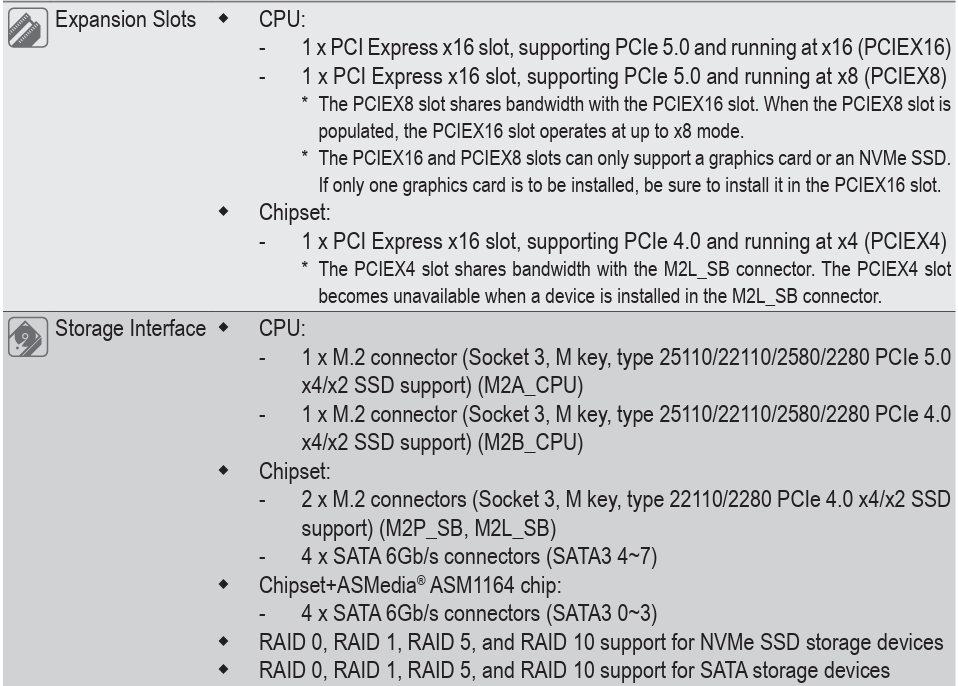 Expansion Slots ◆ CPU:
- 1 x PCI Express x16 slot, supporting PCIe 5.0 and running at x16 (PCIEX16)
- 1 x PCI Express x16 slot, supporting PCIe 5.0 and running at x8 (PCIEX8)
* The PCIEX8 slot shares bandwidth with the PCIEX16 slot. When the PCIEX8 slot is
populated, the PCIEX16 slot operates at up to x8 mode.
* The PCIEX16 and PCIEX8 slots can only support a graphics card or an NVMe SSD.
If only one graphics card is to be installed, be sure to install it in the PCIEX16 slot.
◆ Chipset:
- 1 x PCI Express x16 slot, supporting PCIe 4.0 and running at x4 (PCIEX4)
* The PCIEX4 slot shares bandwidth with the M2L_SB connector. The PCIEX4 slot
becomes unavailable when a device is installed in the M2L_SB connector.
Storage Interface ◆ CPU:
- 1 x M.2 connector (Socket 3, M key, type 25110/22110/2580/2280 PCIe 5.0
x4/x2 SSD support) (M2A_CPU)
- 1 x M.2 connector (Socket 3, M key, type 25110/22110/2580/2280 PCIe 4.0
x4/x2 SSD support) (M2B_CPU)
◆ Chipset:
- 2 x M.2 connectors (Socket 3, M key, type 22110/2280 PCIe 4.0 x4/x2 SSD
support) (M2P_SB, M2L_SB)
- 4 x SATA 6Gb/s connectors (SATA3 4~7)
◆ Chipset+ASMedia® ASM1164 chip:
- 4 x SATA 6Gb/s connectors (SATA3 0~3)
◆ RAID 0, RAID 1, RAID 5, and RAID 10 support for NVMe SSD storage devices
◆ RAID 0, RAID 1, RAID 5, and RAID 10 support for SATA storage devices